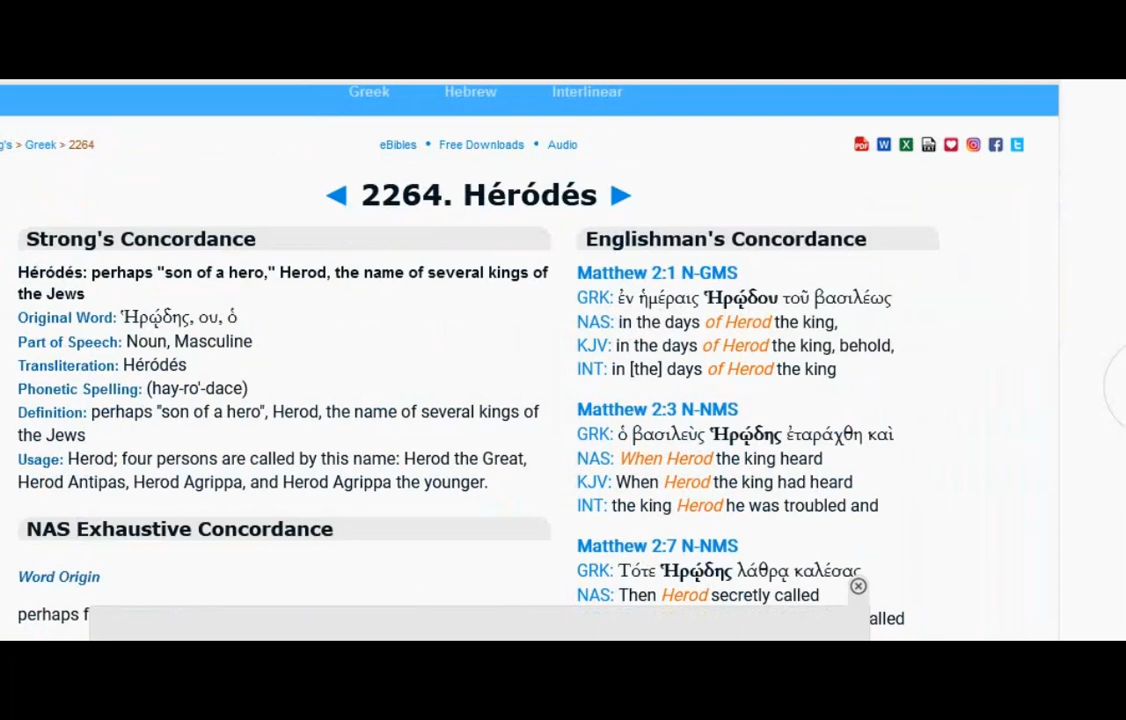 Greek Hebrew Interlinear
g's > Greek > 2264
eBibles • Free Downloads • Audio
PDF W X TXT
◄ 2264. Héródés ►
Strong's Concordance
Héródés: perhaps "son of a hero," Herod, the name of several kings of
the Jews
Original Word: Ἡρῴδης, ου, ὁ
Part of Speech: Noun, Masculine
Transliteration: Héródés
Phonetic Spelling: (hay-ro'-dace)
Definition: perhaps "son of a hero", Herod, the name of several kings of
the Jews
Usage: Herod; four persons are called by this name: Herod the Great,
Herod Antipas, Herod Agrippa, and Herod Agrippa the younger.
NAS Exhaustive Concordance
Word Origin
perhaps f
Englishman's Concordance
Matthew 2:1 N-GMS
GRK: ἐν ἡμέραις Ἡρῴδου τοῦ βασιλέως
NAS: in the days of Herod the king,
KJV: in the days of Herod the king, behold,
INT: in [the] days of Herod the king
Matthew 2:3 N-NMS
GRK: ὁ βασιλεὺς Ἡρῴδης ἐταράχθη καὶ
NAS: When Herod the king heard
KJV: When Herod the king had heard
INT: the king Herod he was troubled and
Matthew 2:7 N-NMS
GRK: Τότε Ἡρῴδης λάθρᾳ καλέσας
NAS: Then Herod secretly called
alled